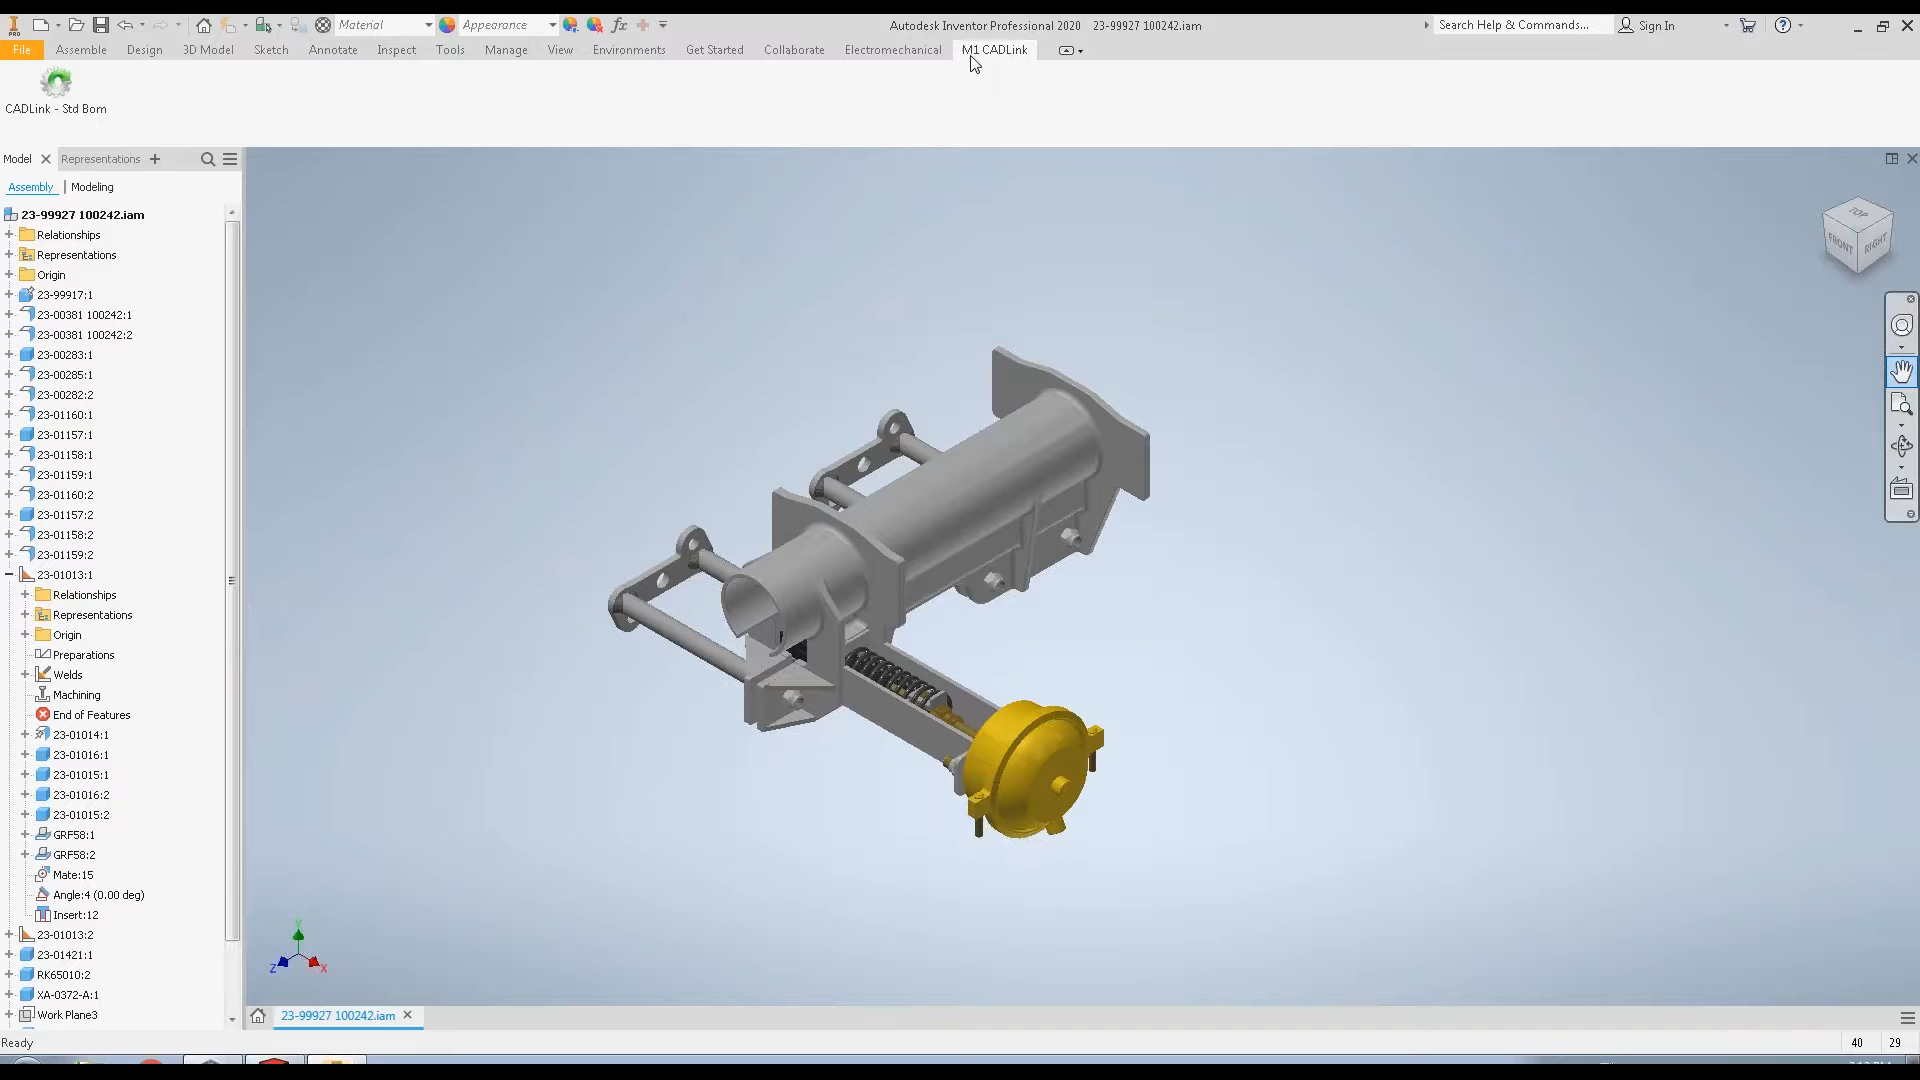 PRO
Material
Appearance
fx
Autodesk Inventor Professional 2020 23-99927 100242.iam
Search Help & Commands...
Sign In
File
Assemble
Design
3D Model
Sketch
Annotate
Inspect
Tools
Manage
View
Environments
Get Started
Collaborate
Electromechanical
M1 CADLink
CADLink - Std Bom
Model
Representations
Assembly | Modeling
23-99927 100242.iam
Relationships
Representations
Origin
23-99917:1
23-00381 100242:1
23-00381 100242:2
23-00283:1
23-00285:1
23-00282:2
23-01160:1
23-01157:1
23-01158:1
23-01159:1
23-01160:2
23-01157:2
23-01158:2
23-01159:2
23-01013:1
Relationships
Representations
Origin
Preparations
Welds
Machining
End of Features
23-01014:1
23-01016:1
23-01015:1
23-01016:2
23-01015:2
GRF58:1
GRF58:2
Mate:15
Angle:4 (0.00 deg)
Insert:12
23-01013:2
23-01421:1
RK65010:2
XA-0372-A:1
Work Plane3
TOP
FRONT
RIGHT
Y
Z
X
23-99927 100242.iam
Ready
40
29